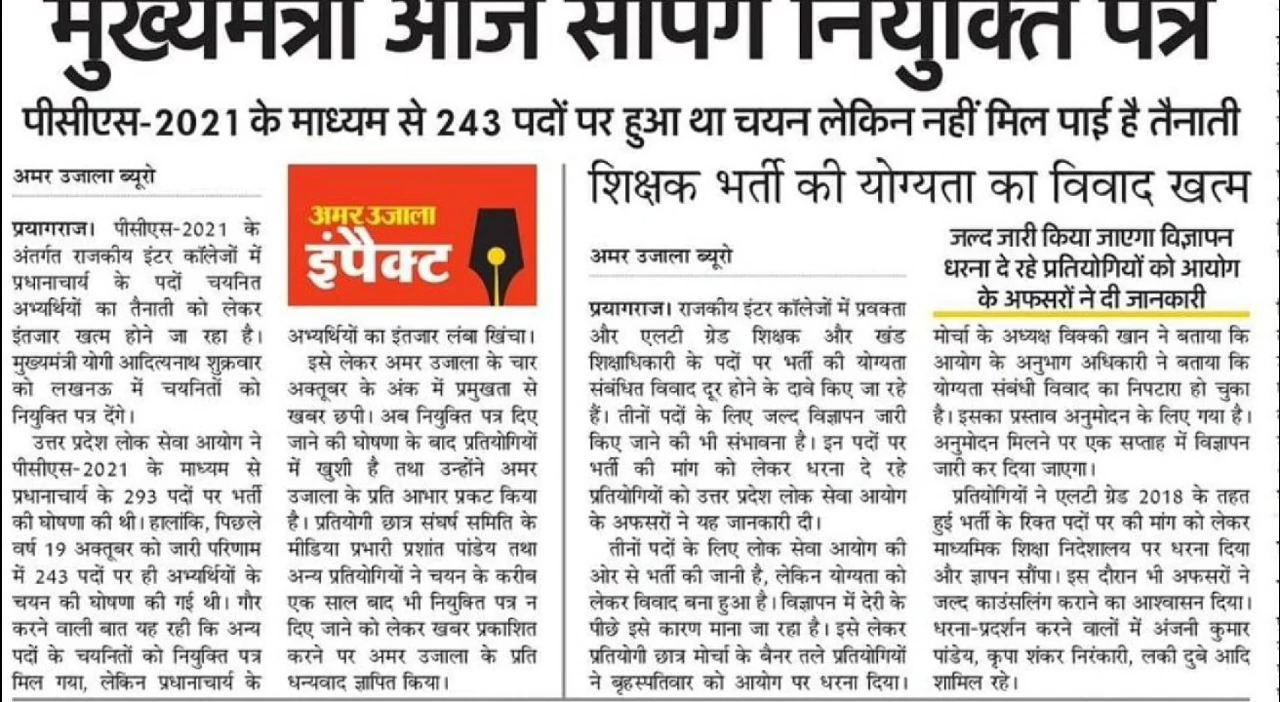 मुख्यमंत्री आज सौंपेंगे नियुक्ति पत्र
पीसीएस-2021 के माध्यम से 243 पदों पर हुआ था चयन लेकिन नहीं मिल पाई है तैनाती
अमर उजाला ब्यूरो
प्रयागराज। पीसीएस-2021 के
अंतर्गत राजकीय इंटर कॉलेजों में
प्रधानाचार्य के पदों चयनित
अभ्यर्थियों का तैनाती को लेकर
इंतजार खत्म होने जा रहा है।
मुख्यमंत्री योगी आदित्यनाथ शुक्रवार
को लखनऊ में चयनितों को
नियुक्ति पत्र देंगे।
उत्तर प्रदेश लोक सेवा आयोग ने
पीसीएस-2021 के माध्यम से
प्रधानाचार्य के 293 पदों पर भर्ती
की घोषणा की थी। हालांकि, पिछले
वर्ष 19 अक्तूबर को जारी परिणाम
में 243 पदों पर ही अभ्यर्थियों के
चयन की घोषणा की गई थी। गौर
करने वाली बात यह रही कि अन्य
पदों के चयनितों को नियुक्ति पत्र
मिल गया, लेकिन प्रधानाचार्य के
अमर उजाला
इंपैक्ट
अभ्यर्थियों का इंतजार लंबा खिंचा।
इसे लेकर अमर उजाला के चार
अक्तूबर के अंक में प्रमुखता से
खबर छपी। अब नियुक्ति पत्र दिए
जाने की घोषणा के बाद प्रतियोगियों
में खुशी है तथा उन्होंने अमर
उजाला के प्रति आभार प्रकट किया
है। प्रतियोगी छात्र संघर्ष समिति के
मीडिया प्रभारी प्रशांत पांडेय तथा
अन्य प्रतियोगियों ने चयन के करीब
एक साल बाद भी नियुक्ति पत्र न
दिए जाने को लेकर खबर प्रकाशित
करने पर अमर उजाला के प्रति
धन्यवाद ज्ञापित किया।
शिक्षक भर्ती की योग्यता का विवाद खत्म
अमर उजाला ब्यूरो
प्रयागराज। राजकीय इंटर कॉलेजों में प्रवक्ता
और एलटी ग्रेड शिक्षक और खंड
शिक्षाधिकारी के पदों पर भर्ती की योग्यता
संबंधित विवाद दूर होने के दावे किए जा रहे
हैं। तीनों पदों के लिए जल्द विज्ञापन जारी
किए जाने की भी संभावना है। इन पदों पर
भर्ती की मांग को लेकर धरना दे रहे
प्रतियोगियों को उत्तर प्रदेश लोक सेवा आयोग
के अफसरों ने यह जानकारी दी।
तीनों पदों के लिए लोक सेवा आयोग की
ओर से भर्ती की जानी है, लेकिन योग्यता को
लेकर विवाद बना हुआ है। विज्ञापन में देरी के
पीछे इसे कारण माना जा रहा है। इसे लेकर
प्रतियोगी छात्र मोर्चा के बैनर तले प्रतियोगियों
ने बृहस्पतिवार को आयोग पर धरना दिया।
जल्द जारी किया जाएगा विज्ञापन
धरना दे रहे प्रतियोगियों को आयोग
के अफसरों ने दी जानकारी
मोर्चा के अध्यक्ष विक्की खान ने बताया कि
आयोग के अनुभाग अधिकारी ने बताया कि
योग्यता संबंधी विवाद का निपटारा हो चुका
है। इसका प्रस्ताव अनुमोदन के लिए गया है।
अनुमोदन मिलने पर एक सप्ताह में विज्ञापन
जारी कर दिया जाएगा।
प्रतियोगियों ने एलटी ग्रेड 2018 के तहत
हुई भर्ती के रिक्त पदों पर की मांग को लेकर
माध्यमिक शिक्षा निदेशालय पर धरना दिया
और ज्ञापन सौंपा। इस दौरान भी अफसरों ने
जल्द काउंसलिंग कराने का आश्वासन दिया।
धरना-प्रदर्शन करने वालों में अंजनी कुमार
पांडेय, कृपा शंकर निरंकारी, लकी दुबे आदि
शामिल रहे।